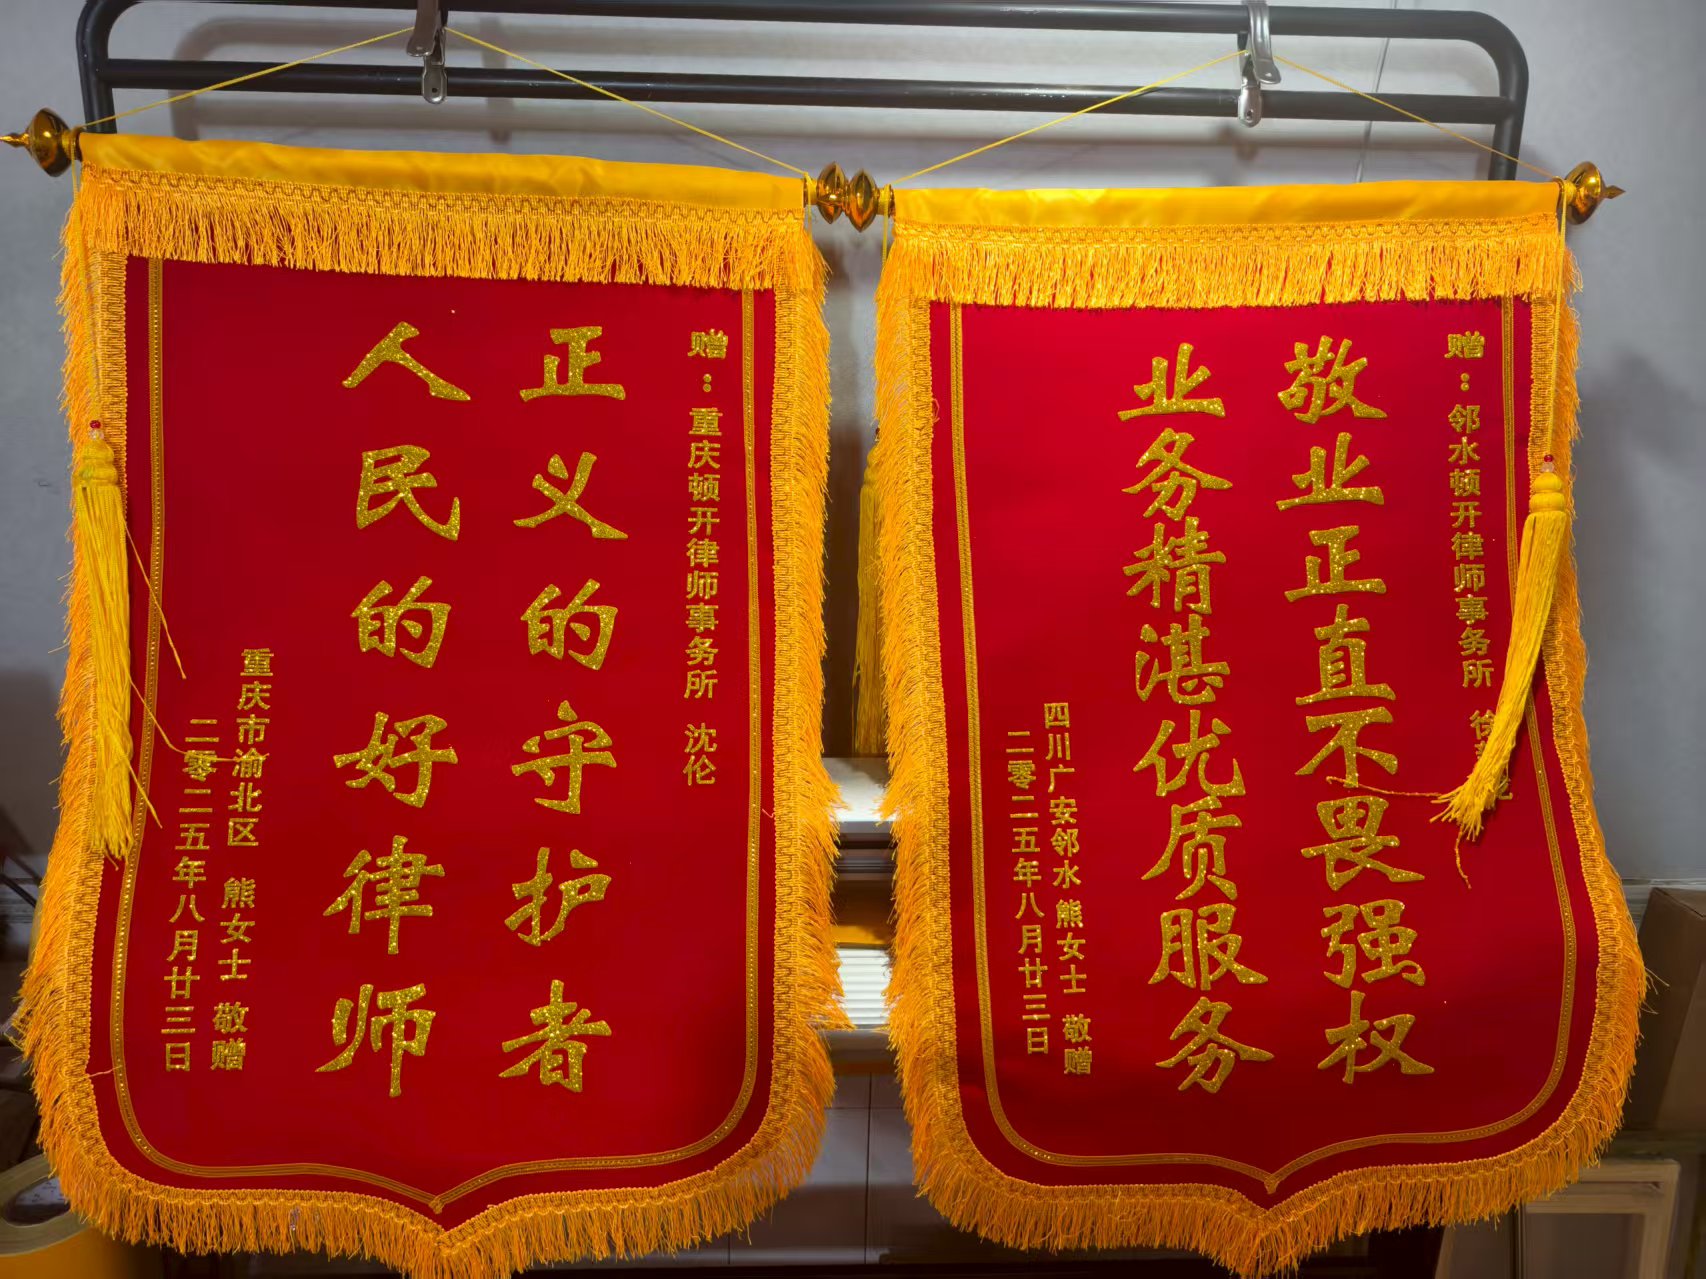 赠：重庆顿开律师事务所 沈伦
正义的守护者
人民的好律师
重庆市渝北区 熊女士 敬赠
二零二五年八月廿三日
赠：邻水顿开律师事务所 徐
敬业正直不畏强权
业务精湛优质服务
四川广安邻水 熊女士 敬赠
二零二五年八月廿三日